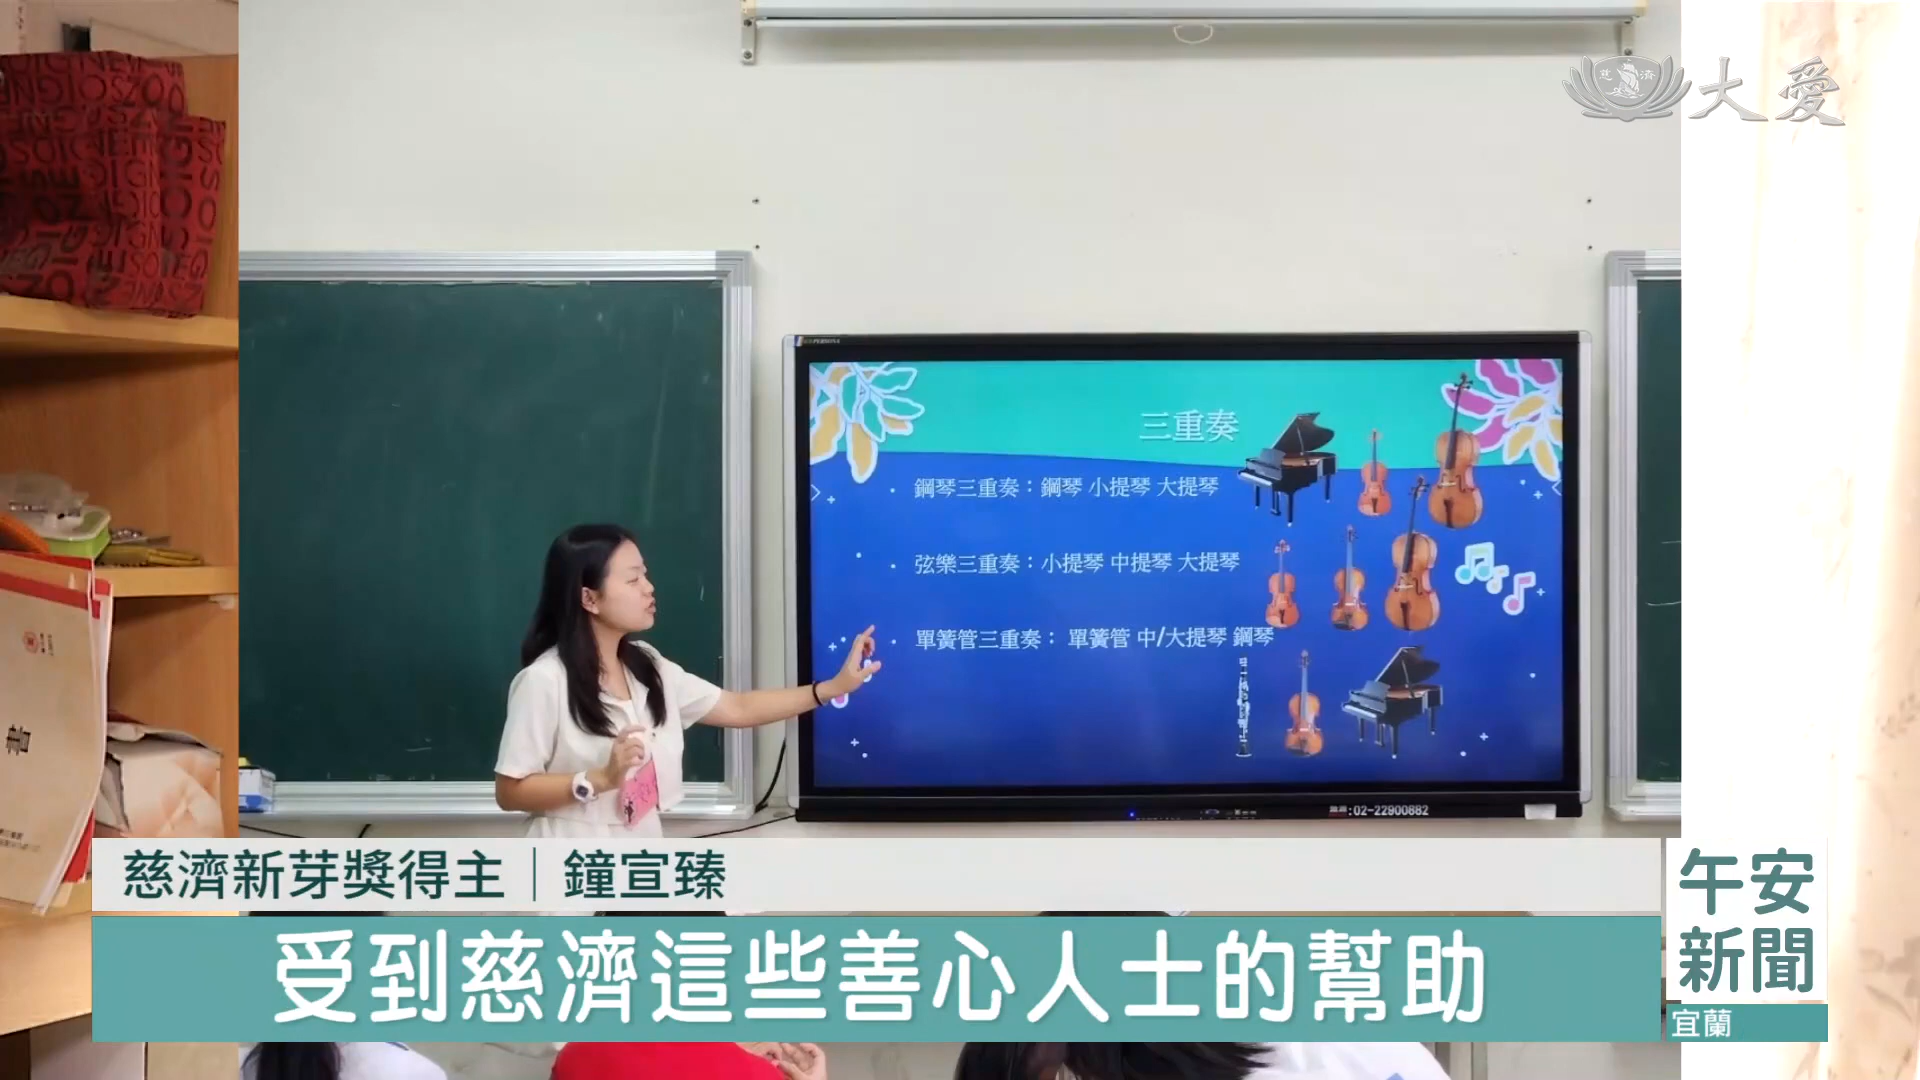 慈濟
大愛
三重奏
鋼琴三重奏：鋼琴 小提琴 大提琴
弦樂三重奏：小提琴 中提琴 大提琴
單簧管三重奏： 單簧管 中/大提琴 鋼琴
:02-22900882
慈濟新芽獎得主｜鐘宣臻
受到慈濟這些善心人士的幫助
午安
新聞
宜蘭